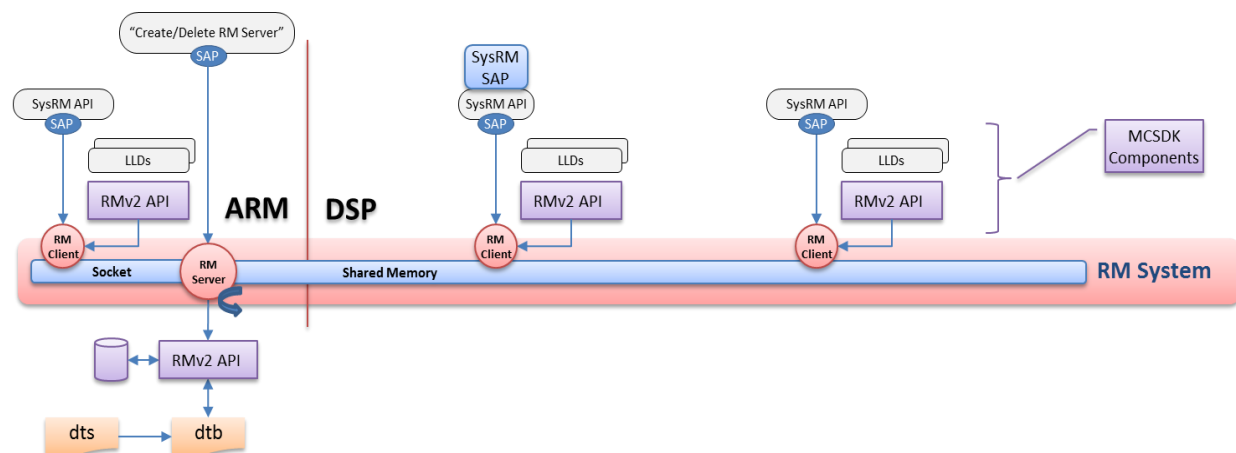 “Create/Delete RM Server”
SAP
SysRM
SAP
SysRM API
SAP
SysRM API
SAP
SysRM API
SAP
LLDs
LLDs
LLDs
MCSDK
Components
RMv2 API
ARM
DSP
RMv2 API
RMv2 API
RM
Client
RM
Client
RM
Client
Socket
RM
Server
Shared Memory
RM System
RMv2 API
dts
dtb